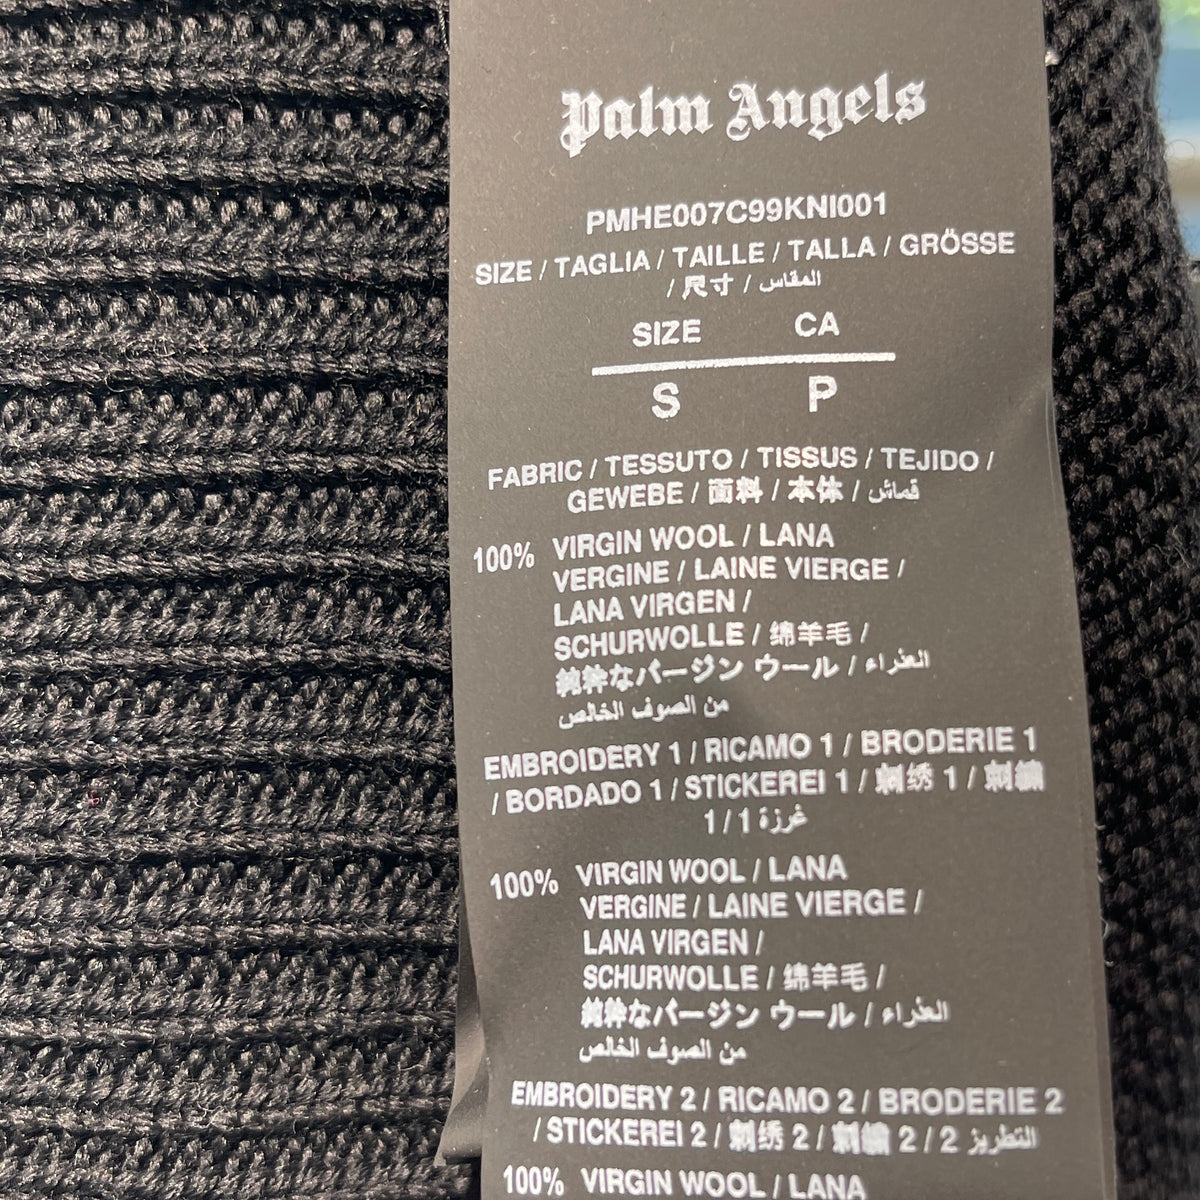 Palm Angels
PMHE007C99KNI001
SIZE / TAGLIA / TAILLE / TALLA / GRÖSSE
/ 尺寸 / المقاس
SIZE CA
S P
FABRIC / TESSUTO / TISSUS / TEJIDO /
GEWEBE / 面料 / 本体 / قماش
100% VIRGIN WOOL / LANA
VERGINE / LAINE VIERGE /
LANA VIRGEN /
SCHURWOLLE / 绵羊毛 /
純粋なバージン ウール / العذراء
من الصوف الخالص
EMBROIDERY 1 / RICAMO 1 / BRODERIE 1
/ BORDADO 1 / STICKEREI 1 / 刺绣 1 / 刺繍
1 / غرزة 1
100% VIRGIN WOOL / LANA
VERGINE / LAINE VIERGE /
LANA VIRGEN /
SCHURWOLLE / 绵羊毛 /
純粋なバージン ウール / العذراء
من الصوف الخالص
EMBROIDERY 2 / RICAMO 2 / BRODERIE 2
/ STICKEREI 2 / 刺绣 2 / 刺繍 2 / التطريز 2
100% VIRGIN WOOL / LANA